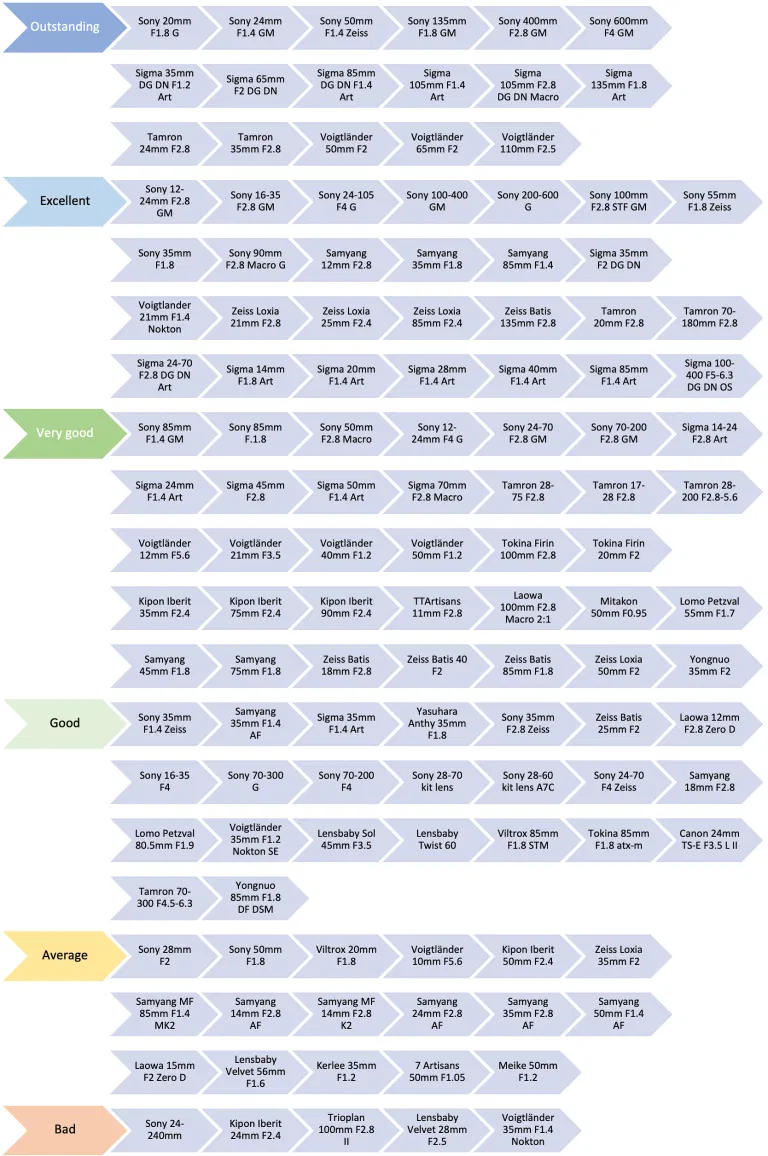 Outstanding
Sony 20mm
F1.8 G
Sony 24mm
F1.4 GM
Sony 50mm
F1.4 Zeiss
Sony 135mm
F1.8 GM
Sony 400mm
F2.8 GM
Sony 600mm
F4 GM
Sigma 35mm
DG DN F1.2
Art
Sigma 65mm
F2 DG DN
Sigma 85mm
DG DN F1.4
Art
Sigma
105mm F1.4
Art
Sigma
105mm F2.8
DG DN Macro
Sigma
135mm F1.8
Art
Tamron
24mm F2.8
Tamron
35mm F2.8
Voigtländer
50mm F2
Voigtländer
65mm F2
Voigtländer
110mm F2.5
Excellent
Sony 12-
24mm F2.8
GM
Sony 16-35
F2.8 GM
Sony 24-105
F4 G
Sony 100-400
GM
Sony 200-600
G
Sony 100mm
F2.8 STF GM
Sony 55mm
F1.8 Zeiss
Sony 35mm
F1.8
Sony 90mm
F2.8 Macro G
Samyang
12mm F2.8
Samyang
35mm F1.8
Samyang
85mm F1.4
Sigma 35mm
F2 DG DN
Voigtlander
21mm F1.4
Nokton
Zeiss Loxia
21mm F2.8
Zeiss Loxia
25mm F2.4
Zeiss Loxia
85mm F2.4
Zeiss Batis
135mm F2.8
Tamron
20mm F2.8
Tamron 70-
180mm F2.8
Sigma 24-70
F2.8 DG DN
Art
Sigma 14mm
F1.8 Art
Sigma 20mm
F1.4 Art
Sigma 28mm
F1.4 Art
Sigma 40mm
F1.4 Art
Sigma 85mm
F1.4 Art
Sigma 100-
400 F5-6.3
DG DN OS
Very good
Sony 85mm
F1.4 GM
Sony 85mm
F.1.8
Sony 50mm
F2.8 Macro
Sony 12-
24mm F4 G
Sony 24-70
F2.8 GM
Sony 70-200
F2.8 GM
Sigma 14-24
F2.8 Art
Sigma 24mm
F1.4 Art
Sigma 45mm
F2.8
Sigma 50mm
F1.4 Art
Sigma 70mm
F2.8 Macro
Tamron 28-
75 F2.8
Tamron 17-
28 F2.8
Tamron 28-
200 F2.8-5.6
Voigtländer
12mm F5.6
Voigtländer
21mm F3.5
Voigtländer
40mm F1.2
Voigtländer
50mm F1.2
Tokina Firin
100mm F2.8
Tokina Firin
20mm F2
Kipon Iberit
35mm F2.4
Kipon Iberit
75mm F2.4
Kipon Iberit
90mm F2.4
TTArtisans
11mm F2.8
Laowa
100mm F2.8
Macro 2:1
Mitakon
50mm F0.95
Lomo Petzval
55mm F1.7
Samyang
45mm F1.8
Samyang
75mm F1.8
Zeiss Batis
18mm F2.8
Zeiss Batis 40
F2
Zeiss Batis
85mm F1.8
Zeiss Loxia
50mm F2
Yongnuo
35mm F2
Good
Sony 35mm
F1.4 Zeiss
Samyang
35mm F1.4
AF
Sigma 35mm
F1.4 Art
Yasuhara
Anthy 35mm
F1.8
Sony 35mm
F2.8 Zeiss
Zeiss Batis
25mm F2
Laowa 12mm
F2.8 Zero D
Sony 16-35
F4
Sony 70-300
G
Sony 70-200
F4
Sony 28-70
kit lens
Sony 28-60
kit lens A7C
Sony 24-70
F4 Zeiss
Samyang
18mm F2.8
Lomo Petzval
80.5mm F1.9
Voigtländer
35mm F1.2
Nokton SE
Lensbaby Sol
45mm F3.5
Lensbaby
Twist 60
Viltrox 85mm
F1.8 STM
Tokina 85mm
F1.8 atx-m
Canon 24mm
TS-E F3.5 L II
Tamron 70-
300 F4.5-6.3
Yongnuo
85mm F1.8
DF DSM
Average
Sony 28mm
F2
Sony 50mm
F1.8
Viltrox 20mm
F1.8
Voigtländer
10mm F5.6
Kipon Iberit
50mm F2.4
Zeiss Loxia
35mm F2
Samyang MF
85mm F1.4
MK2
Samyang
14mm F2.8
AF
Samyang MF
14mm F2.8
K2
Samyang
24mm F2.8
AF
Samyang
35mm F2.8
AF
Samyang
50mm F1.4
AF
Laowa 15mm
F2 Zero D
Lensbaby
Velvet 56mm
F1.6
Kerlee 35mm
F1.2
7 Artisans
50mm F1.05
Meike 50mm
F1.2
Bad
Sony 24-
240mm
Kipon Iberit
24mm F2.4
Trioplan
100mm F2.8
II
Lensbaby
Velvet 28mm
F2.5
Voigtländer
35mm F1.4
Nokton